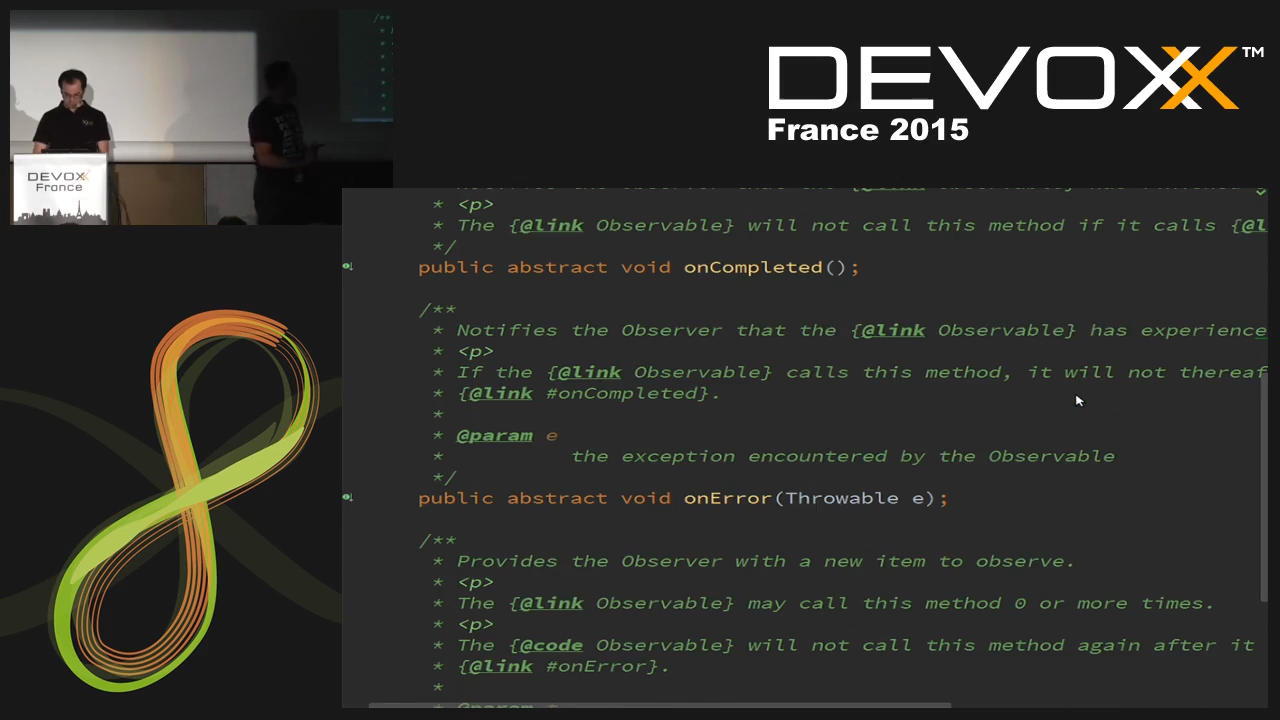 DEVOXX™
France 2015
DEVOXX
France
* <p>
* The {@link Observable} will not call this method if it calls {@l
*/
public abstract void onCompleted();
/**
* Notifies the Observer that the {@link Observable} has experience
* <p>
* If the {@link Observable} calls this method, it will not thereaf
* {@link #onCompleted}.
*
* @param e
* the exception encountered by the Observable
*/
public abstract void onError(Throwable e);
/**
* Provides the Observer with a new item to observe.
* <p>
* The {@link Observable} may call this method 0 or more times.
* <p>
* The {@code Observable} will not call this method again after it
* {@link #onError}.
*